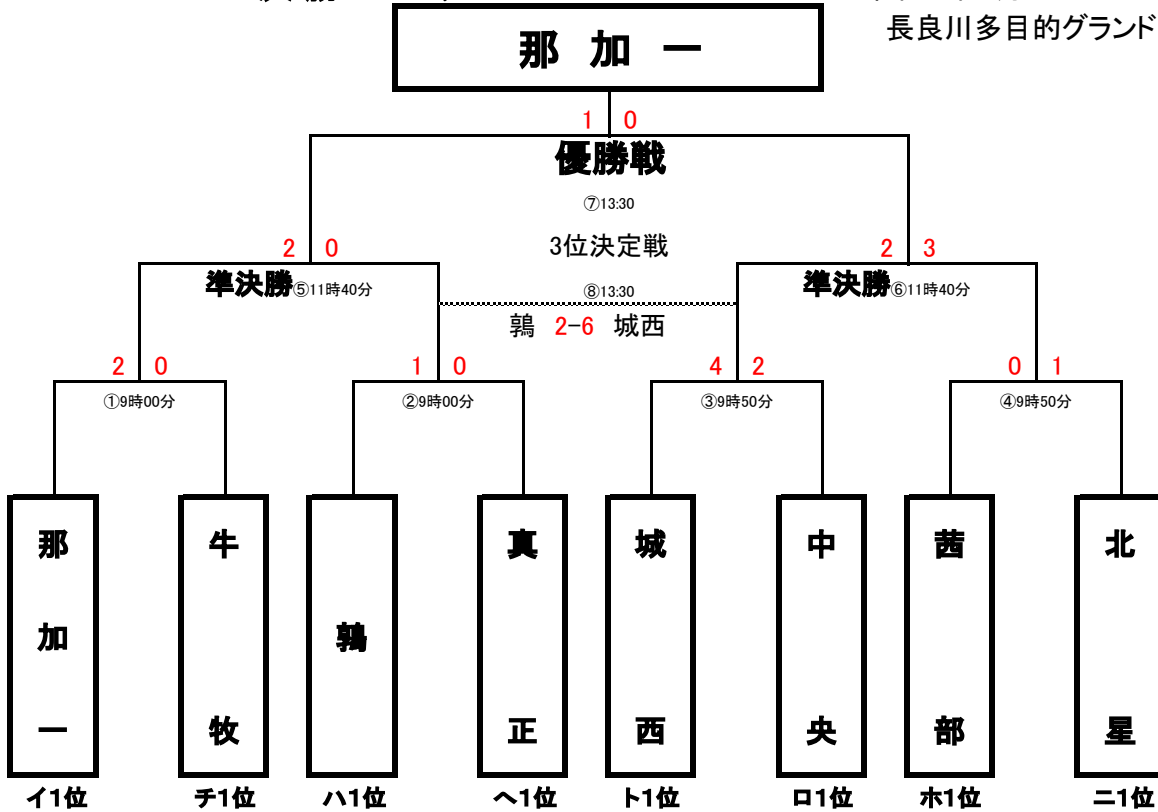 長良川多目的グランド
那加一
1 0
優勝戦
⑦13:30
2 0
3位決定戦
2 3
準決勝⑤11時40分
⑧13:30
準決勝⑥11時40分
鶉 2-6 城西
2 0
1 0
4 2
0 1
①9時00分
②9時00分
③9時50分
④9時50分
那加一
牛牧
鶉
真正
城西
中央
茜部
北星
イ1位
チ1位
ハ1位
ヘ1位
ト1位
ロ1位
ホ1位
ニ1位